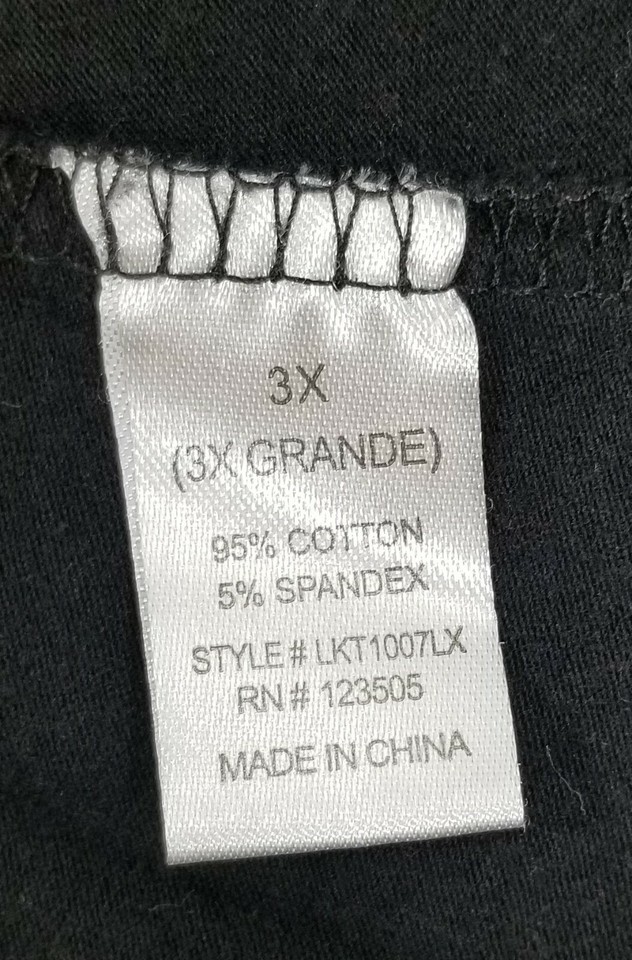 3X
(3X GRANDE)
95% COTTON
5% SPANDEX
STYLE # LKT1007LX
RN # 123505
MADE IN CHINA